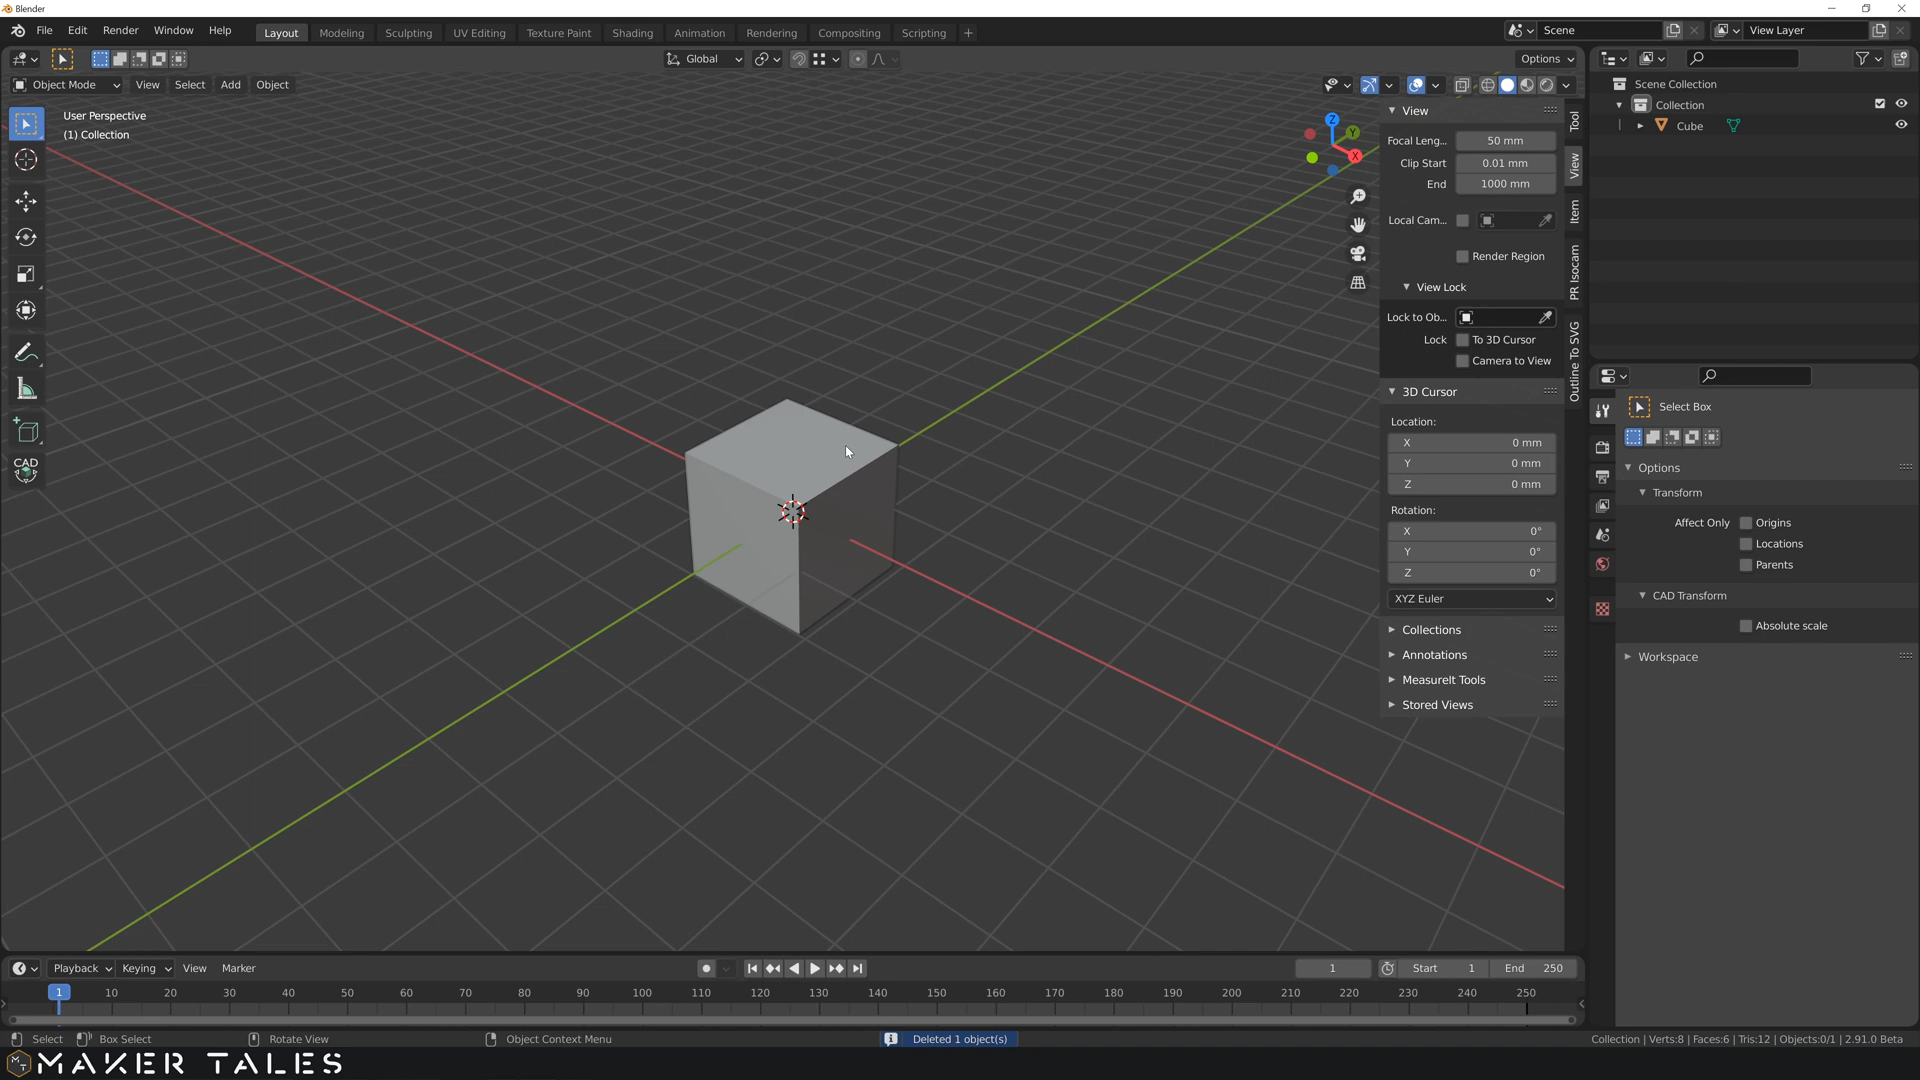 Blender
File Edit Render Window Help
Layout Modeling Sculpting UV Editing Texture Paint Shading Animation Rendering Compositing Scripting +
Scene
View Layer
Global
Options
Object Mode View Select Add Object
User Perspective
(1) Collection
CAD
Z
Y
X
View
Focal Leng... 50 mm
Clip Start 0.01 mm
End 1000 mm
Local Cam...
Render Region
View Lock
Lock to Ob...
Lock To 3D Cursor
Camera to View
3D Cursor
Location:
X 0 mm
Y 0 mm
Z 0 mm
Rotation:
X 0°
Y 0°
Z 0°
XYZ Euler
Collections
Annotations
MeasureIt Tools
Stored Views
Tool
View
Item
PR Isocam
Outline To SVG
Scene Collection
Collection
Cube
Select Box
Options
Transform
Affect Only Origins
Locations
Parents
CAD Transform
Absolute scale
Workspace
Playback Keying View Marker
1
Start 1
End 250
1 10 20 30 40 50 60 70 80 90 100 110 120 130 140 150 160 170 180 190 200 210 220 230 240 250
Select Box Select Rotate View Object Context Menu
Deleted 1 object(s)
Collection | Verts:8 | Faces:6 | Tris:12 | Objects:0/1 | 2.91.0 Beta
MT MAKER TALES